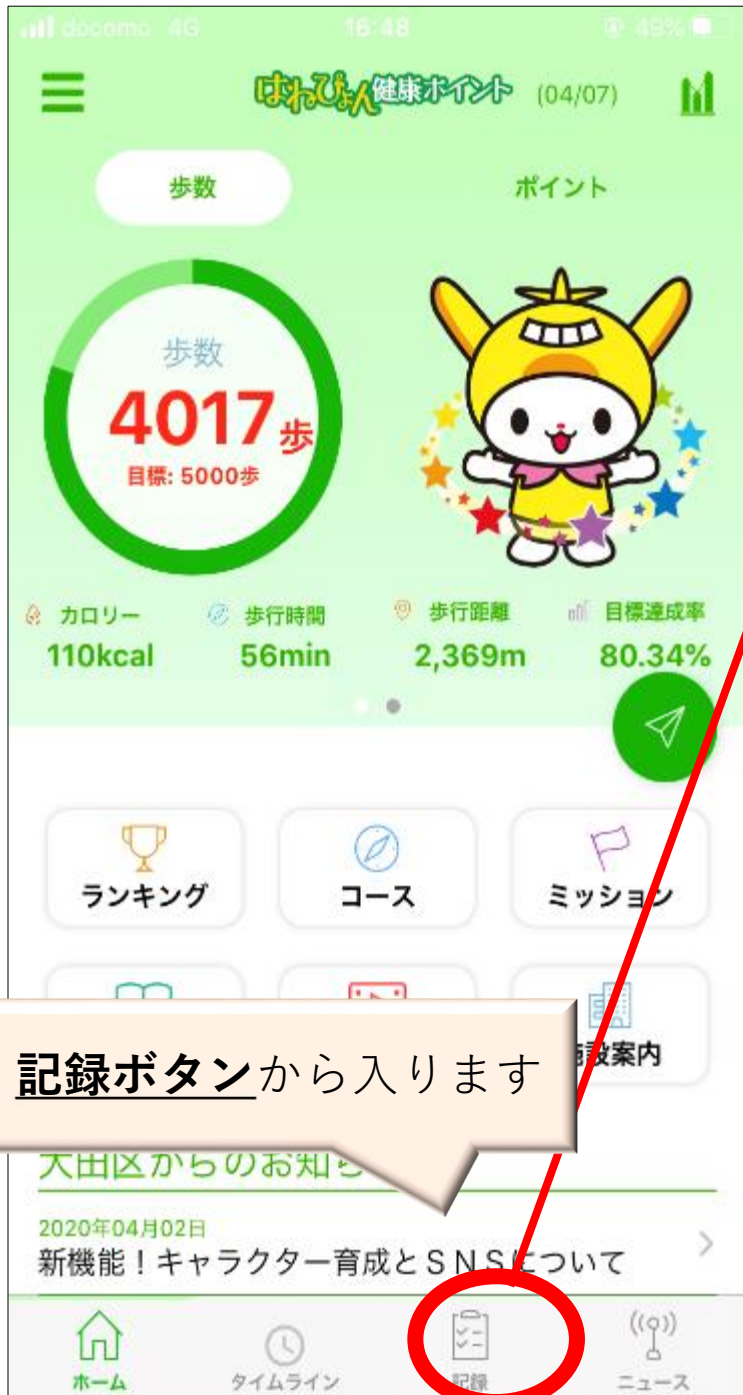 docomo 4G 16:48 49%
はねぴょん健康ポイント (04/07)
歩数 ポイント
歩数
4017歩
目標: 5000歩
カロリー 歩行時間 歩行距離 目標達成率
110kcal 56min 2,369m 80.34%
ランキング コース ミッション
設案内
記録ボタンから入ります
大田区からのお知ら
2020年04月02日
新機能！キャラクター育成とＳＮＳについて
ホーム タイムライン 記録 ニュース